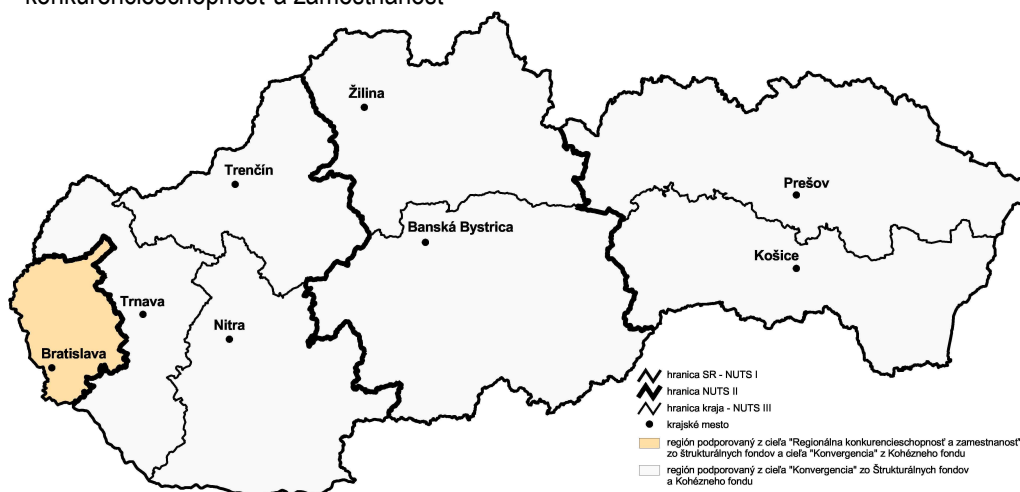 konkurencieschopnosť a zamestnanosť
Žilina
Trenčín
Prešov
Banská Bystrica
Košice
Trnava
Nitra
Bratislava
hranica SR - NUTS I
hranica NUTS II
hranica kraja - NUTS III
krajské mesto
región podporovaný z cieľa "Regionálna konkurencieschopnosť a zamestnanosť"
zo štrukturálnych fondov a cieľa "Konvergencia" z Kohézneho fondu
región podporovaný z cieľa "Konvergencia" zo Štrukturálnych fondov
a Kohézneho fondu